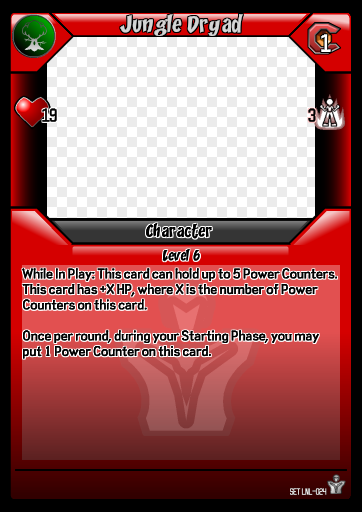 Jungle Dryad
1
19
3
Character
Level 6
While In Play: This card can hold up to 5 Power Counters.
This card has +X HP, where X is the number of Power
Counters on this card.
Once per round, during your Starting Phase, you may
put 1 Power Counter on this card.
SET LNL-024